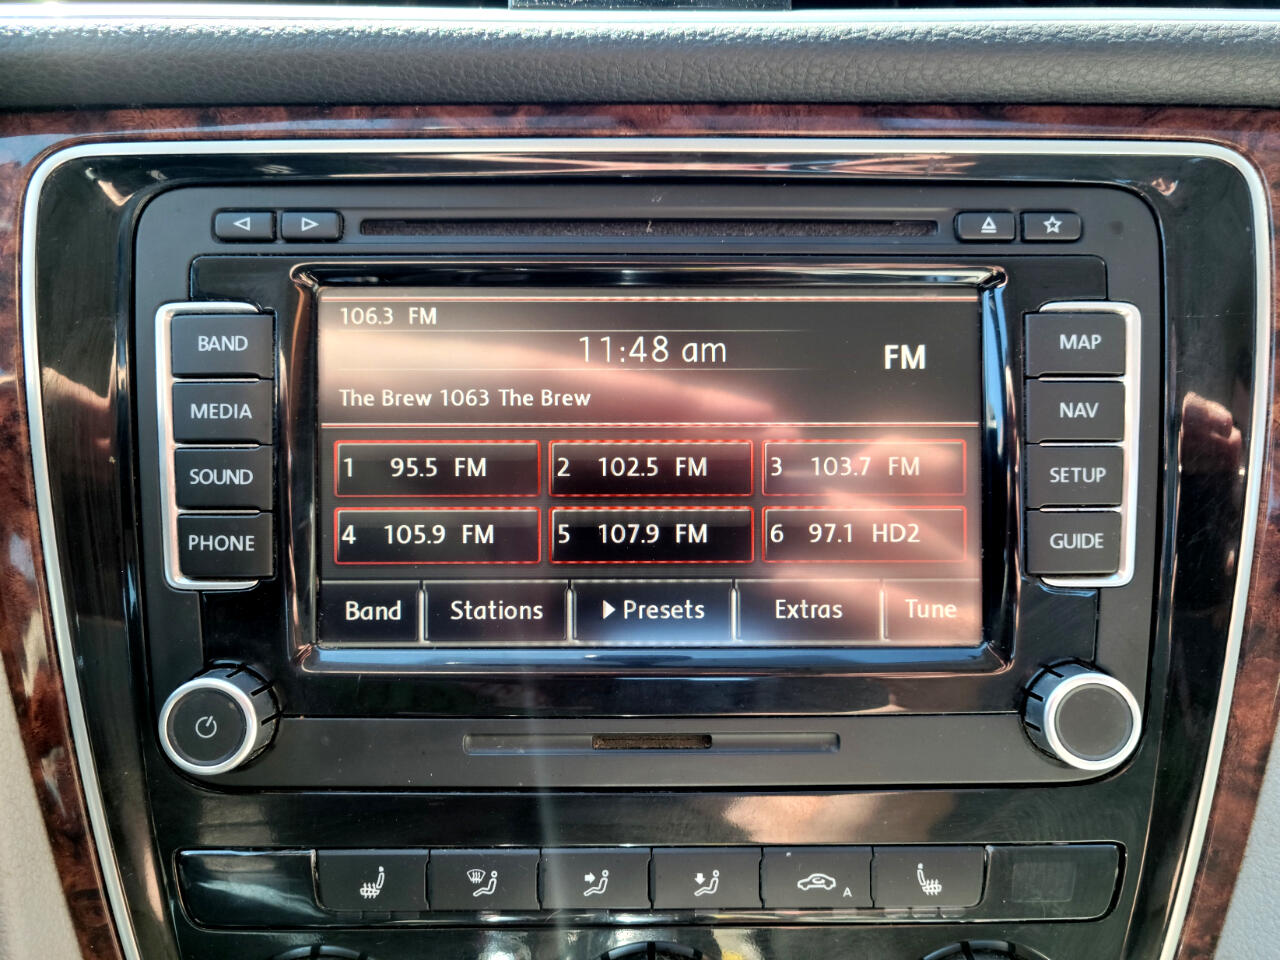 106.3 FM
11:48 am
FM
The Brew 1063 The Brew
1 95.5 FM
2 102.5 FM
3 103.7 FM
4 105.9 FM
5 107.9 FM
6 97.1 HD2
Band
Stations
Presets
Extras
Tune
BAND
MEDIA
SOUND
PHONE
MAP
NAV
SETUP
GUIDE
A